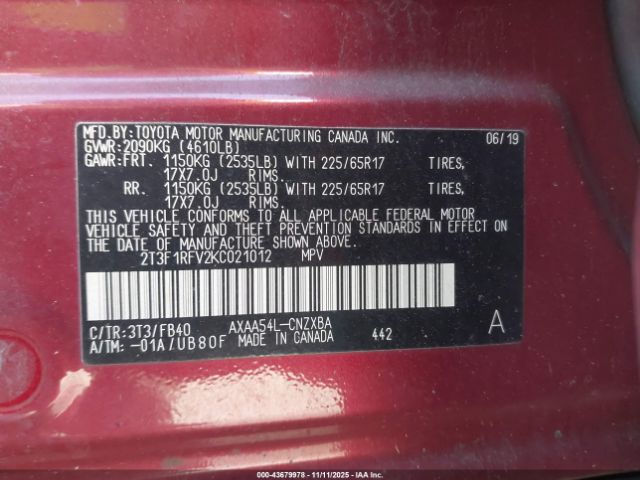 MFD.BY:TOYOTA MOTOR MANUFACTURING CANADA INC. 06/19
GVWR:2090KG (4610LB)
GAWR:FRT. 1150KG (2535LB) WITH 225/65R17 TIRES,
17X7.0J RIMS.
RR. 1150KG (2535LB) WITH 225/65R17 TIRES,
17X7.0J RIMS.
THIS VEHICLE CONFORMS TO ALL APPLICABLE FEDERAL MOTOR
VEHICLE SAFETY AND THEFT PREVENTION STANDARDS IN EFFECT ON
THE DATE OF MANUFACTURE SHOWN ABOVE.
2T3F1RFV2KC021012 MPV
C/TR:3T3/FB40 AXAA54L-CNZXBA
A/TM:-01A/UB80F MADE IN CANADA 442 A
000-43679978 - 11/11/2025 - IAA Inc. (ACV)